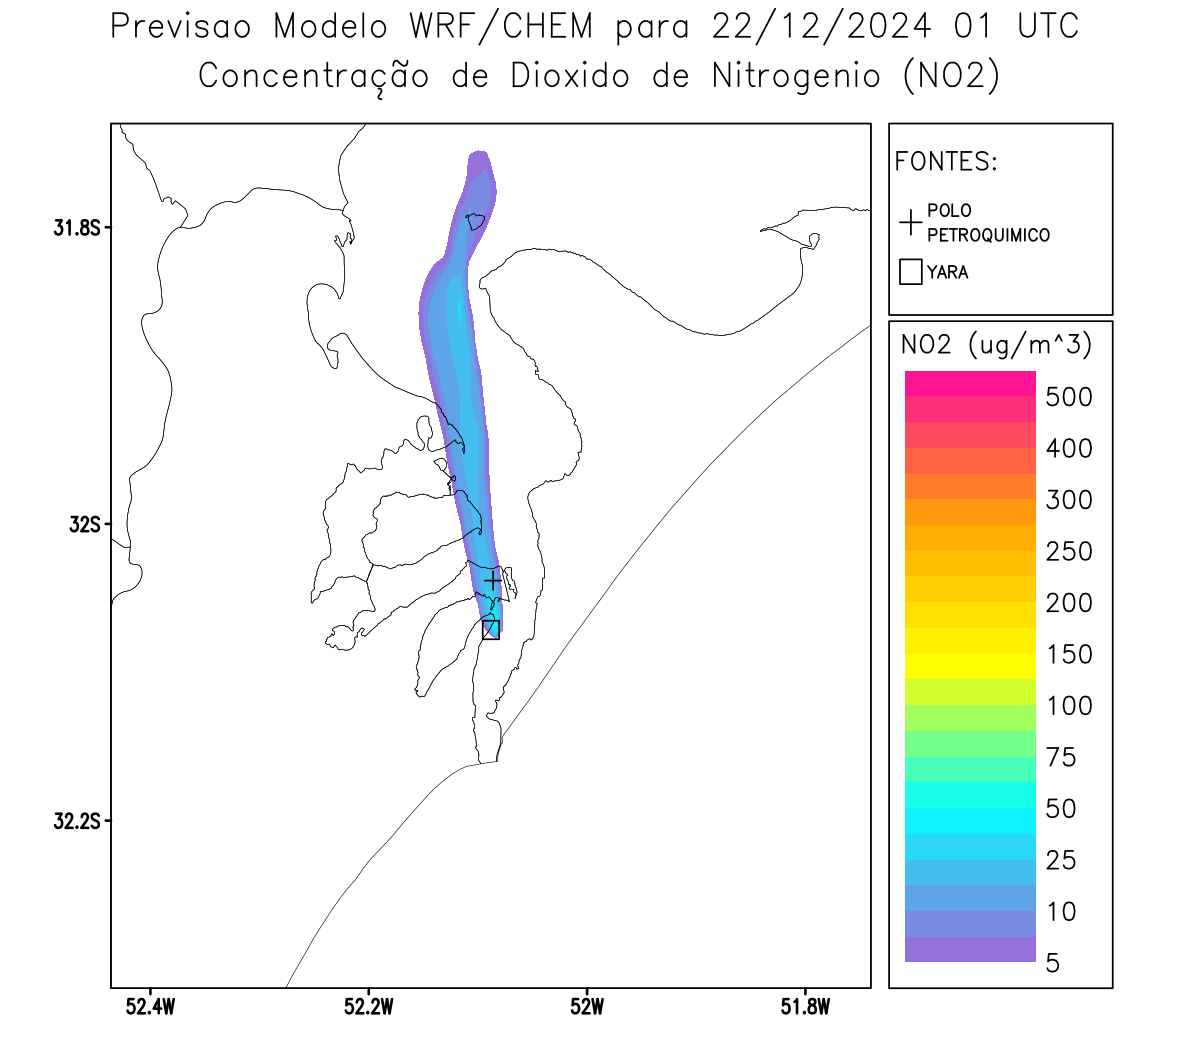 Previsao Modelo WRF/CHEM para 22/12/2024 01 UTC
Concentração de Dioxido de Nitrogenio (NO2)
FONTES:
POLO
PETROQUIMICO
YARA
NO2 (ug/m^3)
500
400
300
250
200
150
100
75
50
25
10
5
31.8S
32S
32.2S
52.4W
52.2W
52W
51.8W